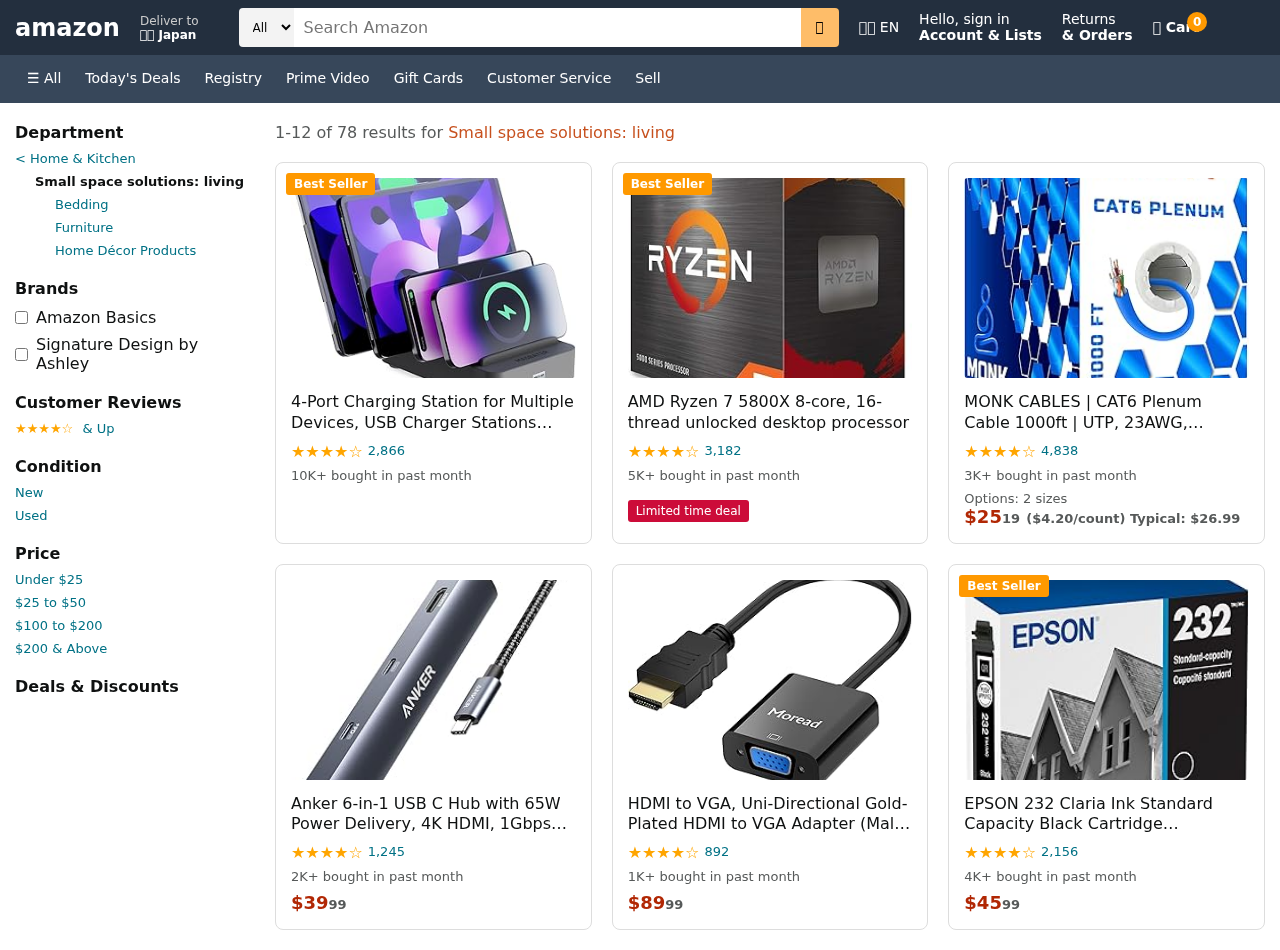 amazon
Deliver to
Japan
All
Search Amazon
EN
Hello, sign in
Account & Lists
Returns
& Orders
0
☰ All
Today's Deals
Registry
Prime Video
Gift Cards
Customer Service
Sell
Department
< Home & Kitchen
Small space solutions: living
Bedding
Furniture
Home Décor Products
Brands
Amazon Basics
Signature Design by
Ashley
Customer Reviews
★★★★☆ & Up
Condition
New
Used
Price
Under $25
$25 to $50
$100 to $200
$200 & Above
Deals & Discounts
1-12 of 78 results for Small space solutions: living
Best Seller
4-Port Charging Station for Multiple
Devices, USB Charger Stations…
★★★★☆ 2,866
10K+ bought in past month
Best Seller
RYZEN
AMD
RYZEN
5000 SERIES PROCESSOR
AMD Ryzen 7 5800X 8-core, 16-
thread unlocked desktop processor
★★★★☆ 3,182
5K+ bought in past month
Limited time deal
CAT6 PLENUM
1000 FT
MONK
MONK CABLES | CAT6 Plenum
Cable 1000ft | UTP, 23AWG,…
★★★★☆ 4,838
3K+ bought in past month
Options: 2 sizes
$2519 ($4.20/count) Typical: $26.99
ANKER
Anker 6-in-1 USB C Hub with 65W
Power Delivery, 4K HDMI, 1Gbps…
★★★★☆ 1,245
2K+ bought in past month
$3999
Moread
HDMI to VGA, Uni-Directional Gold-
Plated HDMI to VGA Adapter (Mal…
★★★★☆ 892
1K+ bought in past month
$8999
Best Seller
EPSON
232
Standard-capacity
Capacité standard
232
Black
EPSON 232 Claria Ink Standard
Capacity Black Cartridge…
★★★★☆ 2,156
4K+ bought in past month
$4599